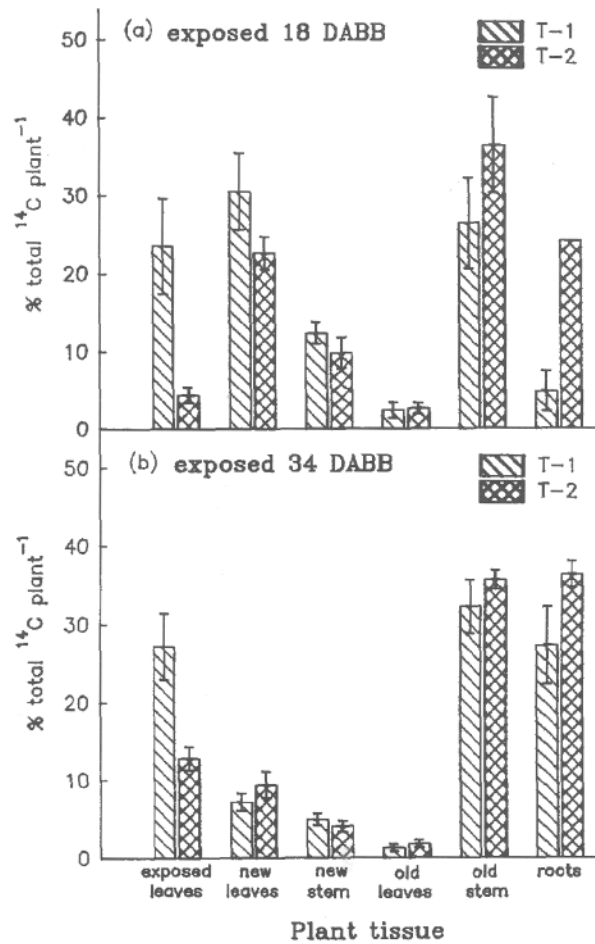 (a) exposed 18 DABB
T-1
T-2
% total ¹⁴C plant⁻¹
50
40
30
20
10
0
(b) exposed 34 DABB
T-1
T-2
% total ¹⁴C plant⁻¹
50
40
30
20
10
0
exposed leaves
new leaves
new stem
old leaves
old stem
roots
Plant tissue